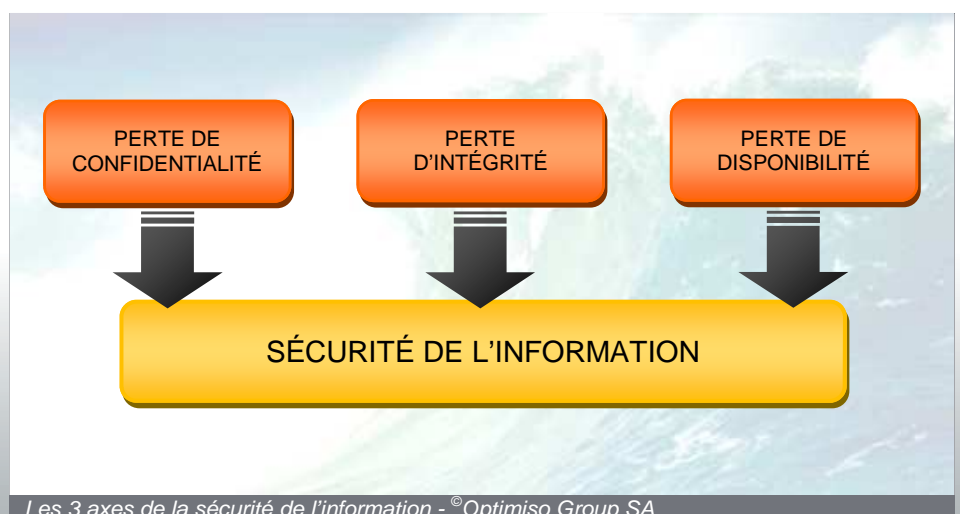 PERTE DE
CONFIDENTIALITÉ
PERTE
D'INTÉGRITÉ
PERTE DE
DISPONIBILITÉ
SÉCURITÉ DE L'INFORMATION
Les 3 axes de la sécurité de l'information - ©Optimiso Group SA